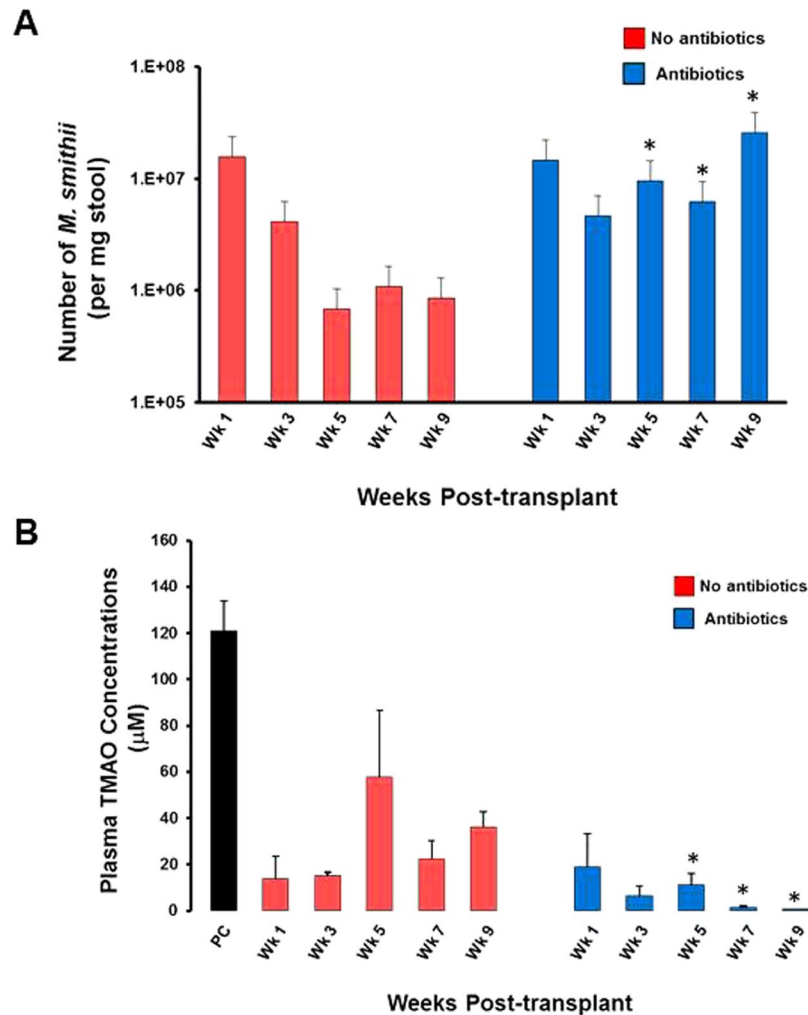 A
No antibiotics
Antibiotics
1.E+08
1.E+07
1.E+06
1.E+05
Number of M. smithii
(per mg stool)
*
*
*
Wk 1
Wk 3
Wk 5
Wk 7
Wk 9
Wk 1
Wk 3
Wk 5
Wk 7
Wk 9
Weeks Post-transplant
B
No antibiotics
Antibiotics
160
140
120
100
80
60
40
20
0
Plasma TMAO Concentrations
(μM)
*
*
*
PC
Wk 1
Wk 3
Wk 5
Wk 7
Wk 9
Wk 1
Wk 3
Wk 5
Wk 7
Wk 9
Weeks Post-transplant